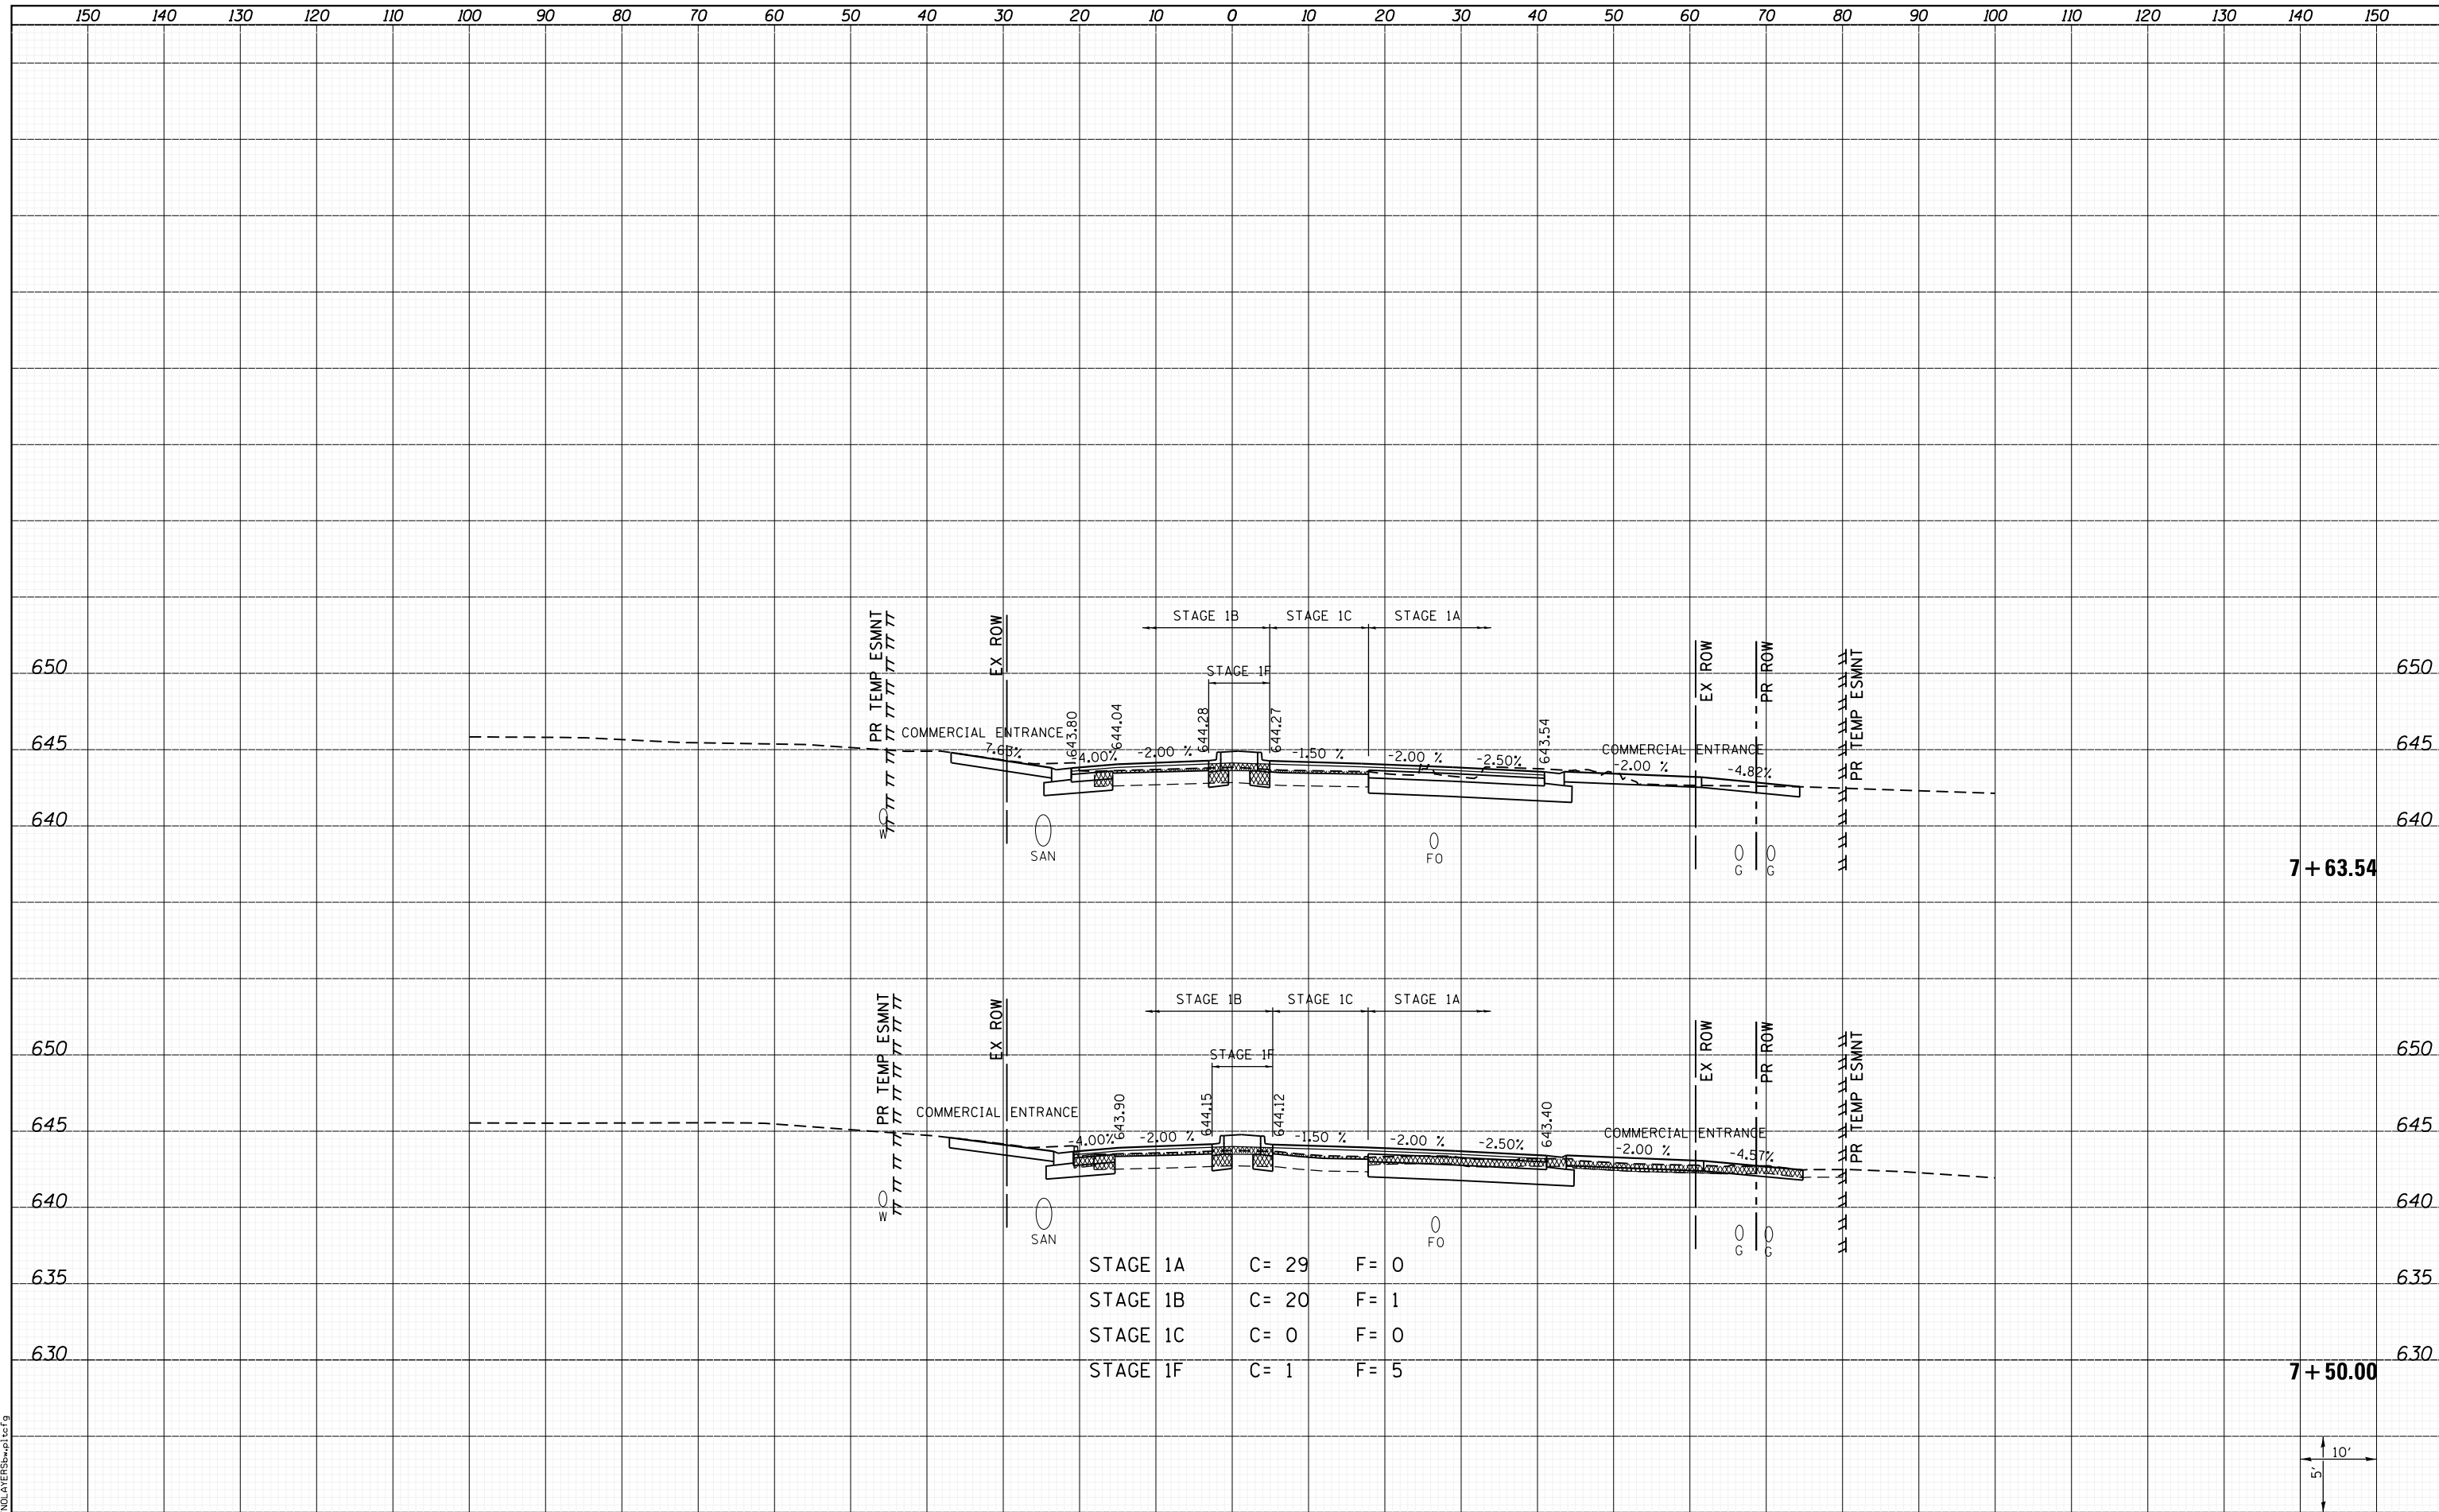 150 140 130 120 110 100 90 80 70 60 50 40 30 20 10 0 10 20 30 40 50 60 70 80 90 100 110 120 130 140 150
STAGE 1B STAGE 1C STAGE 1A
PR TEMP ESMNT
EX ROW
EX ROW
PR ROW
PR TEMP ESMNT
650 STAGE 1F 650
643.80
644.04
644.28
644.27
643.54
COMMERCIAL ENTRANCE
COMMERCIAL ENTRANCE
645 645
7.63% -4.00% -2.00 % -1.50 % -2.00 % -2.50% -2.00 % -4.82%
640 640
W SAN FO G G
7+63.54
STAGE 1B STAGE 1C STAGE 1A
PR TEMP ESMNT
EX ROW
EX ROW
PR ROW
PR TEMP ESMNT
650 STAGE 1F 650
643.90
644.15
644.12
643.40
COMMERCIAL ENTRANCE
COMMERCIAL ENTRANCE
645 645
-4.00% -2.00 % -1.50 % -2.00 % -2.50% -2.00 % -4.57%
640 640
W SAN FO G G
STAGE 1A C= 29 F= 0
635 635
STAGE 1B C= 20 F= 1
STAGE 1C C= 0 F= 0
630 630
STAGE 1F C= 1 F= 5
7+50.00
10'
5'
NOLAYERSbw.pltcfg